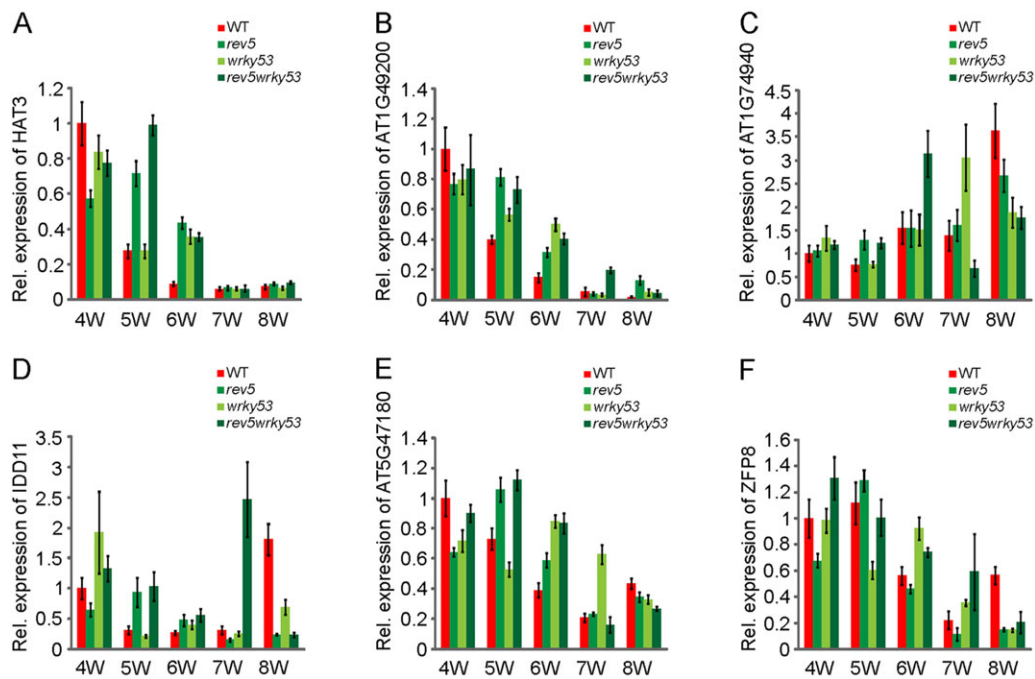 A
WT
rev5
wrky53
rev5wrky53
Rel. expression of HAT3
1.2
1
0.8
0.6
0.4
0.2
0
4W 5W 6W 7W 8W
B
WT
rev5
wrky53
rev5wrky53
Rel. expression of AT1G49200
1.4
1.2
1
0.8
0.6
0.4
0.2
0
4W 5W 6W 7W 8W
C
WT
rev5
wrky53
rev5wrky53
Rel. expression of AT1G74940
4.5
4
3.5
3
2.5
2
1.5
1
0.5
0
4W 5W 6W 7W 8W
D
WT
rev5
wrky53
rev5wrky53
Rel. expression of IDD11
3.5
3
2.5
2
1.5
1
0.5
0
4W 5W 6W 7W 8W
E
WT
rev5
wrky53
rev5wrky53
Rel. expression of AT5G47180
1.4
1.2
1
0.8
0.6
0.4
0.2
0
4W 5W 6W 7W 8W
F
WT
rev5
wrky53
rev5wrky53
Rel. expression of ZFP8
1.6
1.4
1.2
1
0.8
0.6
0.4
0.2
0
4W 5W 6W 7W 8W